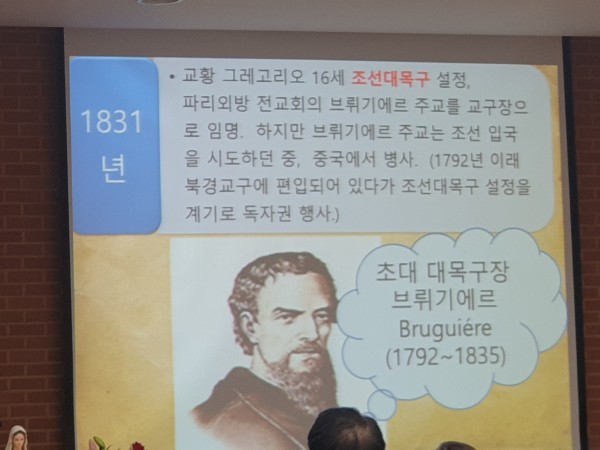 1831
년
• 교황 그레고리오 16세 조선대목구 설정,
파리외방 전교회의 브뤼기에르 주교를 교구장으
로 임명. 하지만 브뤼기에르 주교는 조선 입국
을 시도하던 중, 중국에서 병사. (1792년 이래
북경교구에 편입되어 있다가 조선대목구 설정을
계기로 독자권 행사.)
초대 대목구장
브뤼기에르
Bruguiére
(1792~1835)